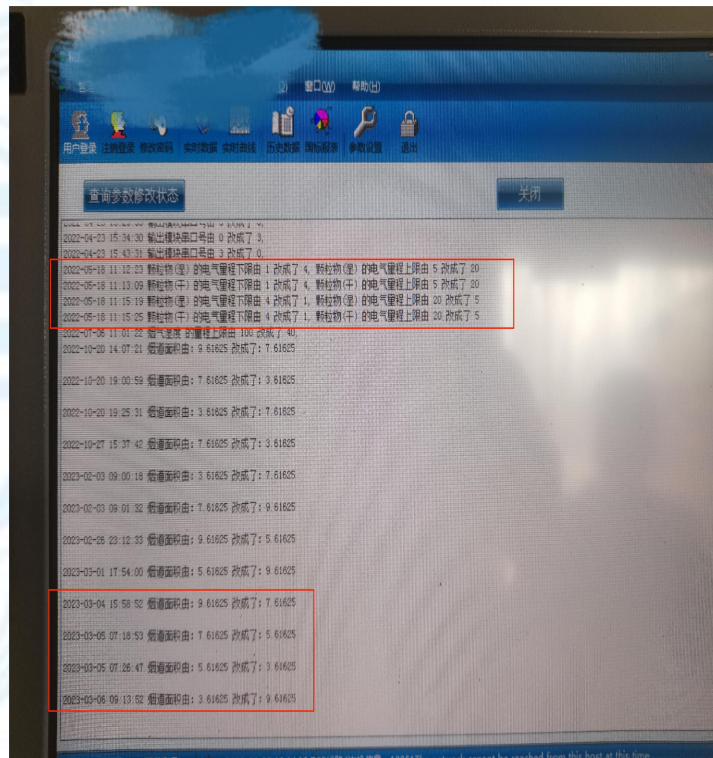 窗口(W) 帮助(H)
用户登录 注销登录 修改密码 实时数据 实时曲线 历史数据 国标报表 参数设置 退出
查询参数修改状态 关闭
2022-04-23 15:34:30 输出模块串口号由 0 改成了 3,
2022-04-23 15:43:31 输出模块串口号由 3 改成了 0,
2022-05-18 11:12:23 颗粒物(湿) 的电气量程下限由 1 改成了 4, 颗粒物(湿) 的电气量程上限由 5 改成了 20
2022-05-18 11:13:09 颗粒物(干) 的电气量程下限由 1 改成了 4, 颗粒物(干) 的电气量程上限由 5 改成了 20
2022-05-18 11:15:19 颗粒物(湿) 的电气量程下限由 4 改成了 1, 颗粒物(湿) 的电气量程上限由 20 改成了 5
2022-05-18 11:15:25 颗粒物(干) 的电气量程下限由 4 改成了 1, 颗粒物(干) 的电气量程上限由 20 改成了 5
2022-07-06 11:01:22 烟气湿度 的量程上限由 100 改成了 40,
2022-10-20 14:07:21 烟道面积由: 9.61625 改成了: 7.61625
2022-10-20 19:00:59 烟道面积由: 7.61625 改成了: 3.61625
2022-10-20 19:25:31 烟道面积由: 3.61625 改成了: 7.61625
2022-10-27 15:37:42 烟道面积由: 7.61625 改成了: 3.61625
2023-02-03 09:00:18 烟道面积由: 3.61625 改成了: 7.61625
2023-02-03 09:01:32 烟道面积由: 7.61625 改成了: 9.61625
2023-02-26 23:12:33 烟道面积由: 9.61625 改成了: 5.61625
2023-03-01 17:54:00 烟道面积由: 5.61625 改成了: 9.61625
2023-03-04 15:58:52 烟道面积由: 9.61625 改成了: 7.61625
2023-03-05 07:18:53 烟道面积由: 7.61625 改成了: 5.61625
2023-03-05 07:26:47 烟道面积由: 5.61625 改成了: 3.61625
2023-03-06 09:13:52 烟道面积由: 3.61625 改成了: 9.61625
cannot be reached from this host at this time